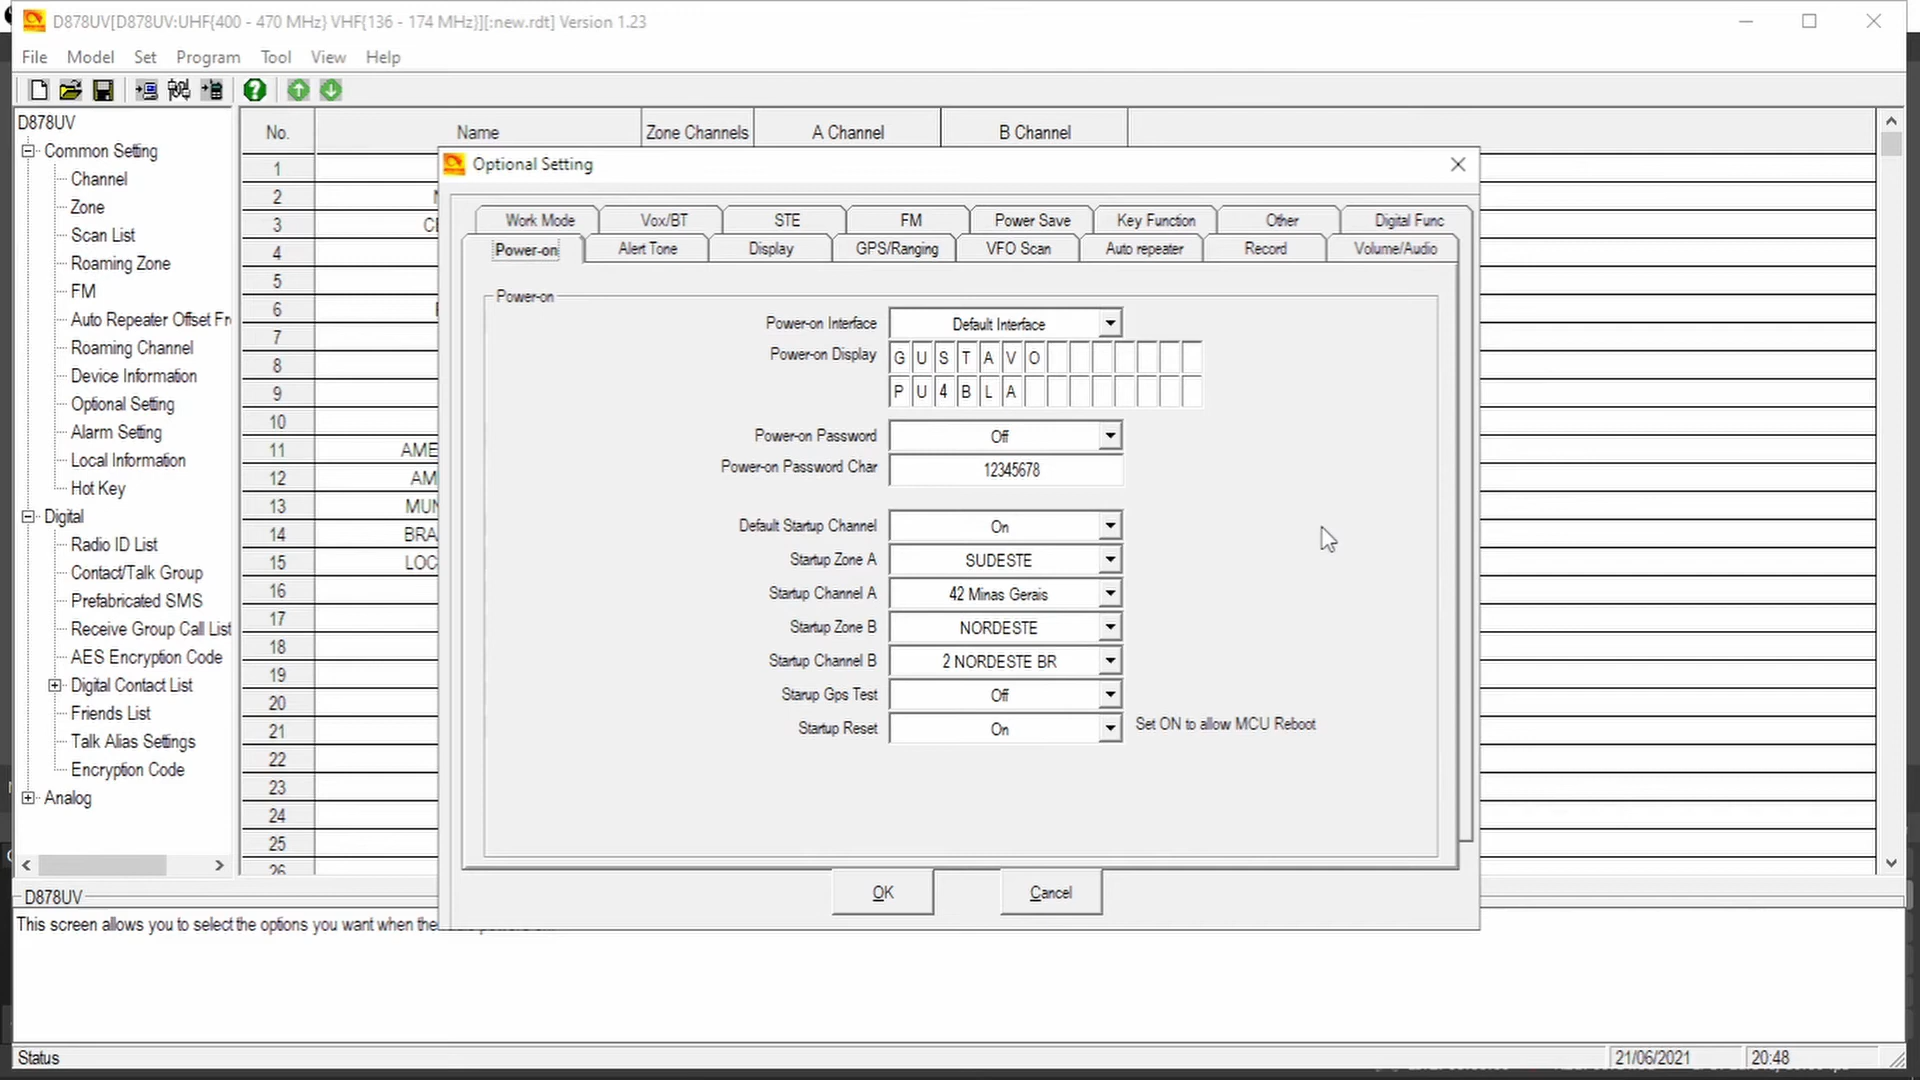 D878UV[D878UV:UHF{400 - 470 MHz} VHF{136 - 174 MHz}][:new.rdt] Version 1.23
File Model Set Program Tool View Help
D878UV
Common Setting
Channel
Zone
Scan List
Roaming Zone
FM
Auto Repeater Offset Fr
Roaming Channel
Device Information
Optional Setting
Alarm Setting
Local Information
Hot Key
Digital
Radio ID List
Contact/Talk Group
Prefabricated SMS
Receive Group Call List
AES Encryption Code
Digital Contact List
Friends List
Talk Alias Settings
Encryption Code
Analog
No. Name Zone Channels A Channel B Channel
1
2
3 CE
4
5
6
7
8
9
10
11 AME
12 AM
13 MUN
14 BRA
15 LOC
16
17
18
19
20
21
22
23
24
25
26
Optional Setting
Work Mode Vox/BT STE FM Power Save Key Function Other Digital Func
Power-on Alert Tone Display GPS/Ranging VFO Scan Auto repeater Record Volume/Audio
Power-on
Power-on Interface Default Interface
Power-on Display GUSTAVO
PU4BLA
Power-on Password Off
Power-on Password Char 12345678
Default Startup Channel On
Startup Zone A SUDESTE
Startup Channel A 42 Minas Gerais
Startup Zone B NORDESTE
Startup Channel B 2 NORDESTE BR
Starup Gps Test Off
Startup Reset On Set ON to allow MCU Reboot
OK Cancel
D878UV
This screen allows you to select the options you want when the
Status 21/06/2021 20:48